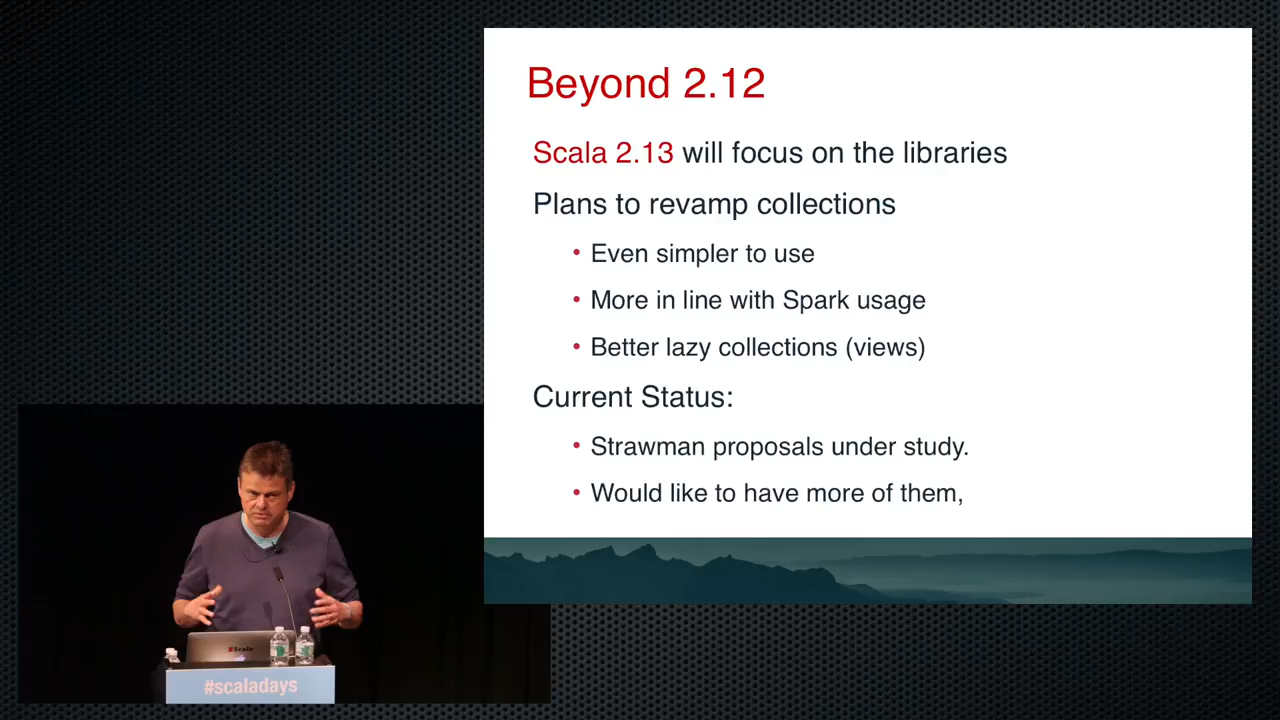 Beyond 2.12
Scala 2.13 will focus on the libraries
Plans to revamp collections
• Even simpler to use
• More in line with Spark usage
• Better lazy collections (views)
Current Status:
• Strawman proposals under study.
• Would like to have more of them,
Scala
#scaladays